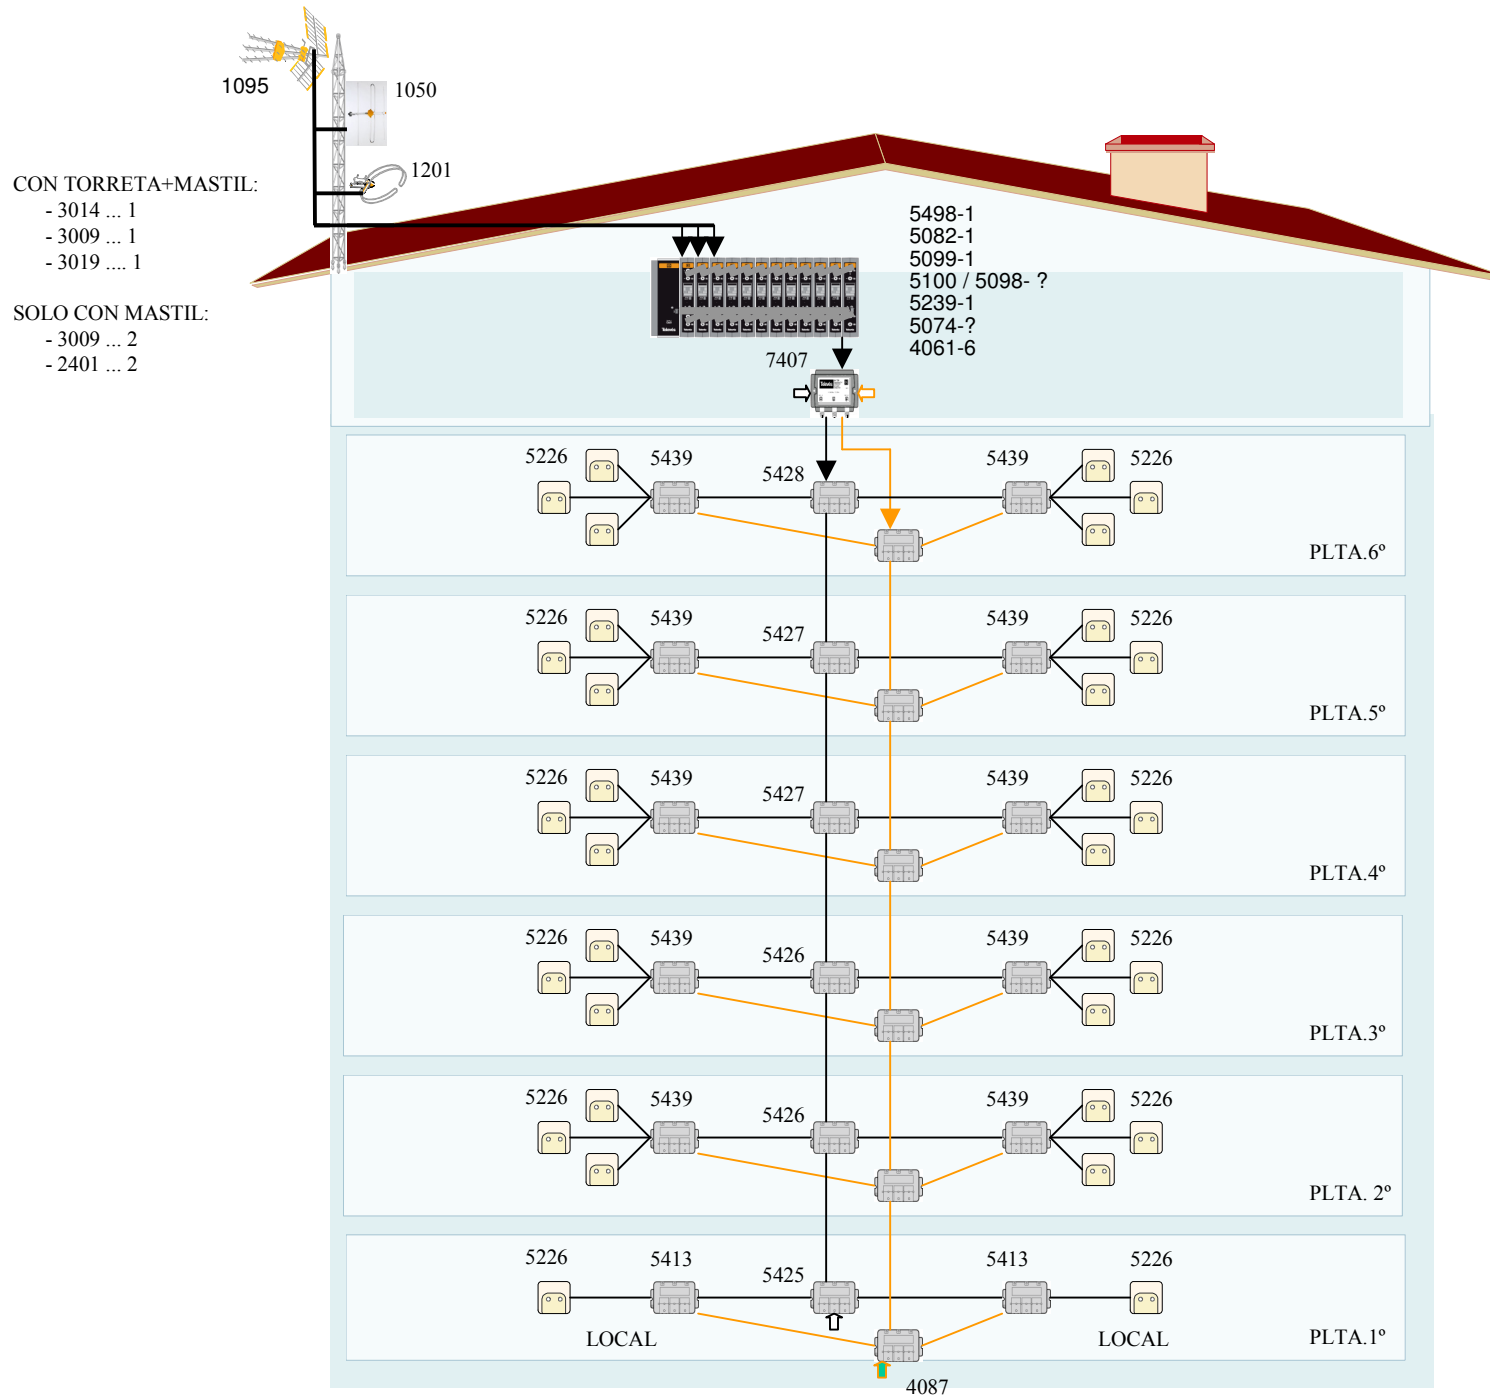 1095
1050
1201
CON TORRETA+MASTIL:
- 3014 ... 1
- 3009 ... 1
- 3019 .... 1
SOLO CON MASTIL:
- 3009 ... 2
- 2401 ... 2
5498-1
5082-1
5099-1
5100 / 5098- ?
5239-1
5074-?
4061-6
7407
5226 5439 5428 5439 5226
PLTA.6º
5226 5439 5427 5439 5226
PLTA.5º
5226 5439 5427 5439 5226
PLTA.4º
5226 5439 5426 5439 5226
PLTA.3º
5226 5439 5426 5439 5226
PLTA. 2º
5226 5413 5425 5413 5226
LOCAL LOCAL PLTA.1º
4087